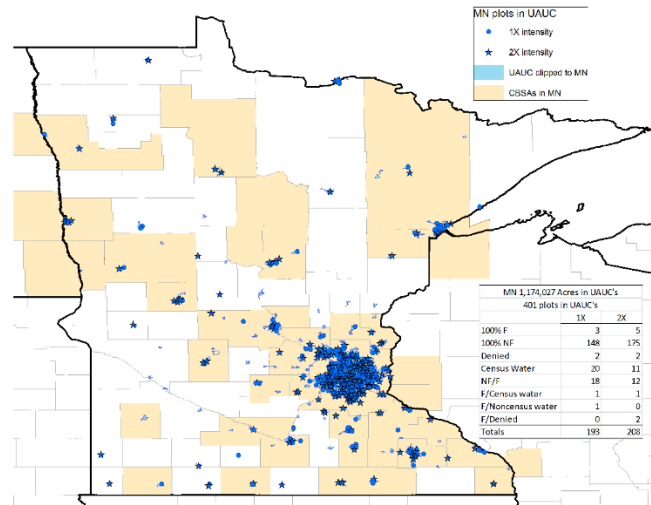 MN plots in UAUC
1X intensity
2X intensity
UAUC clipped to MN
CBSAs in MN
MN 1,174,027 Acres in UAUC's
401 plots in UAUC's
1X 2X
100% F 3 5
100% NF 148 175
Denied 2 2
Census Water 20 11
NF/F 18 12
F/Census water 1 1
F/Noncensus water 1 0
F/Denied 0 2
Totals 193 208